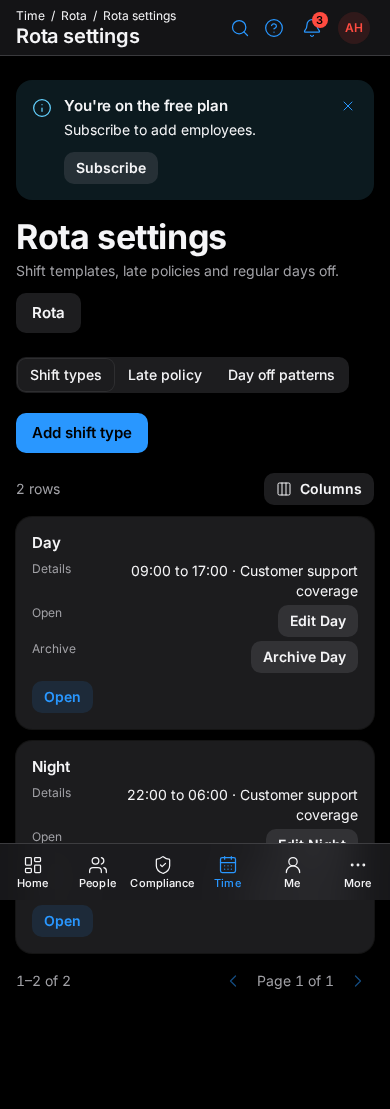 Time / Rota / Rota settings
Rota settings
3
AH
You're on the free plan
Subscribe to add employees.
Subscribe
Rota settings
Shift templates, late policies and regular days off.
Rota
Shift types Late policy Day off patterns
Add shift type
2 rows
Columns
Day
Details 09:00 to 17:00 · Customer support
coverage
Open Edit Day
Archive Archive Day
Open
Night
Details 22:00 to 06:00 · Customer support
coverage
Open Edit Night
Home People Compliance Time Me More
Open
1–2 of 2 Page 1 of 1